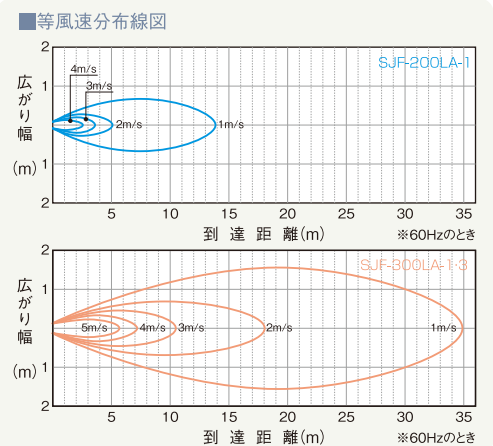 ■等風速分布線図
SJF-200LA-1
広がり幅(m)
2
1
1
2
4m/s
3m/s
2m/s
1m/s
5 10 15 20 25 30 35
到達距離(m)
※60Hzのとき
SJF-300LA-1·3
広がり幅(m)
2
1
1
2
5m/s 4m/s 3m/s 2m/s 1m/s
5 10 15 20 25 30 35
到達距離(m)
※60Hzのとき